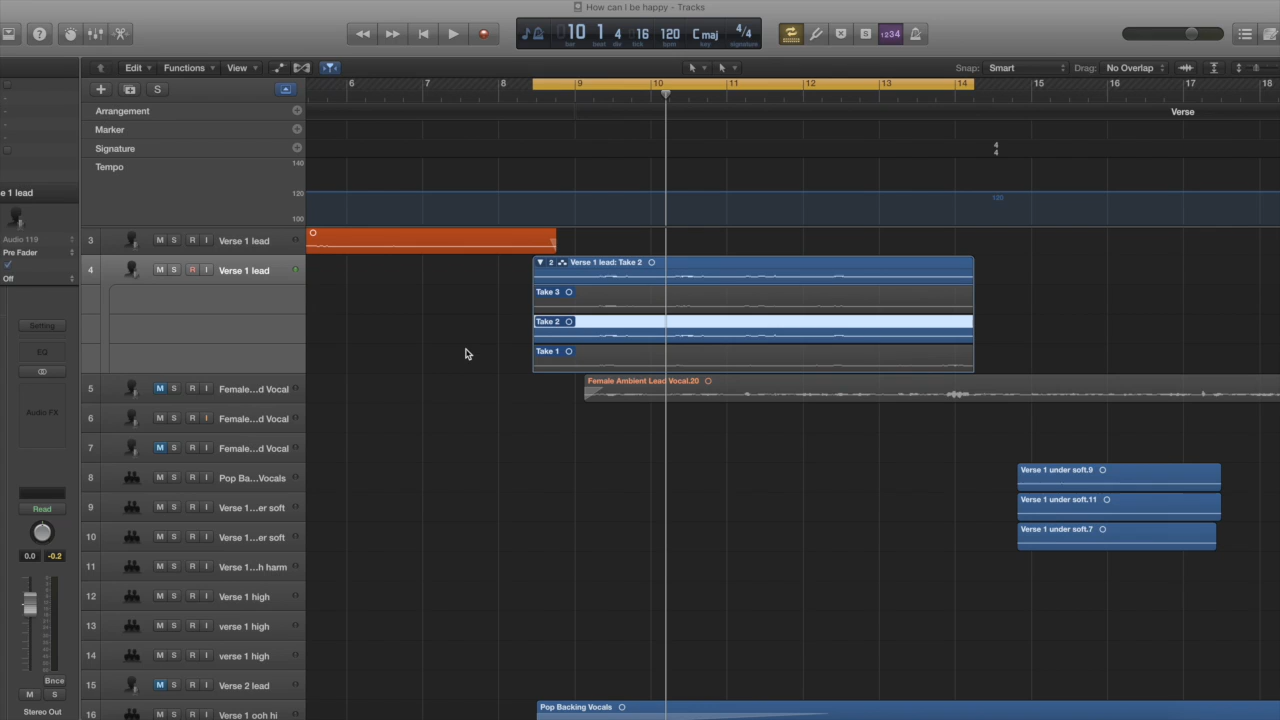 How can I be happy - Tracks
10 1 4 16 120 C maj 4/4
bar beat div tick bpm key signature
1234
Edit Functions View Snap: Smart Drag: No Overlap
S 6 7 8 9 10 11 12 13 14 15 16 17 18
Arrangement Verse
Marker
Signature 4
4
Tempo 140
120 120
100
e 1 lead
Audio 119
Pre Fader
Off
Setting
EQ
Audio FX
Read
0.0 -0.2
Bnce
M S
Stereo Out
3 M S R I Verse 1 lead
4 M S R I Verse 1 lead
2 Verse 1 lead: Take 2
Take 3
Take 2
Take 1
5 M S R I Female...d Vocal
Female Ambient Lead Vocal.20
6 M S R I Female...d Vocal
7 M S R I Female...d Vocal
8 M S R I Pop Ba...Vocals
Verse 1 under soft.9
9 M S R I Verse 1...er soft
Verse 1 under soft.11
10 M S R I Verse 1...er soft
Verse 1 under soft.7
11 M S R I Verse 1...h harm
12 M S R I Verse 1 high
13 M S R I verse 1 high
14 M S R I verse 1 high
15 M S R I Verse 2 lead
16 M S R I Verse 1 ooh hi
Pop Backing Vocals